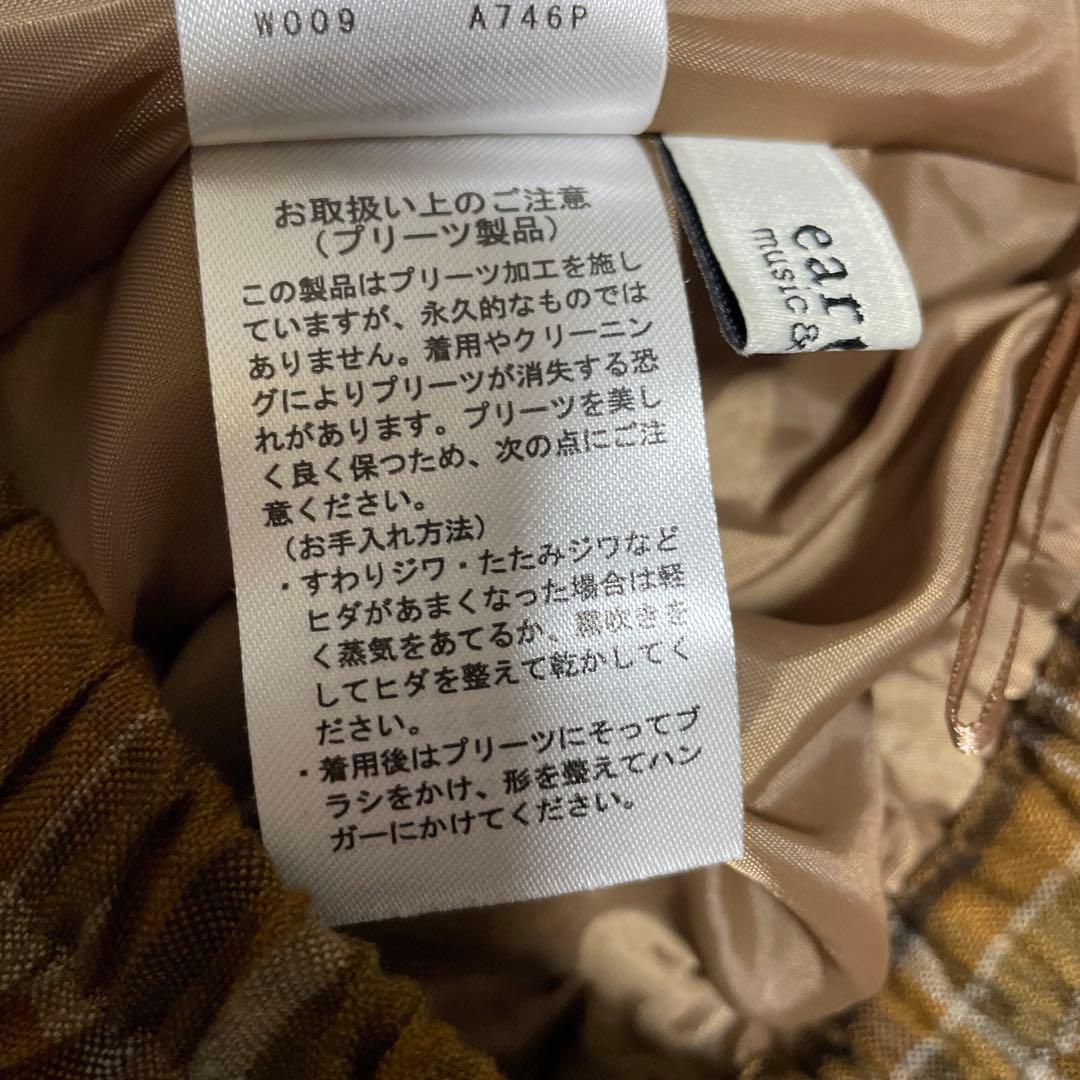 W009 A746P
お取扱い上のご注意
（プリーツ製品）
この製品はプリーツ加工を施し
ていますが、永久的なものでは
ありません。着用やクリーニン
グによりプリーツが消失する恐
れがあります。プリーツを美し
く良く保つため、次の点にご注
意ください。
（お手入れ方法）
・すわりジワ・たたみジワなど
ヒダがあまくなった場合は軽
く蒸気をあてるか、霧吹きを
してヒダを整えて乾かしてく
ださい。
・着用後はプリーツにそってブ
ラシをかけ、形を整えてハン
ガーにかけてください。
ear
music &